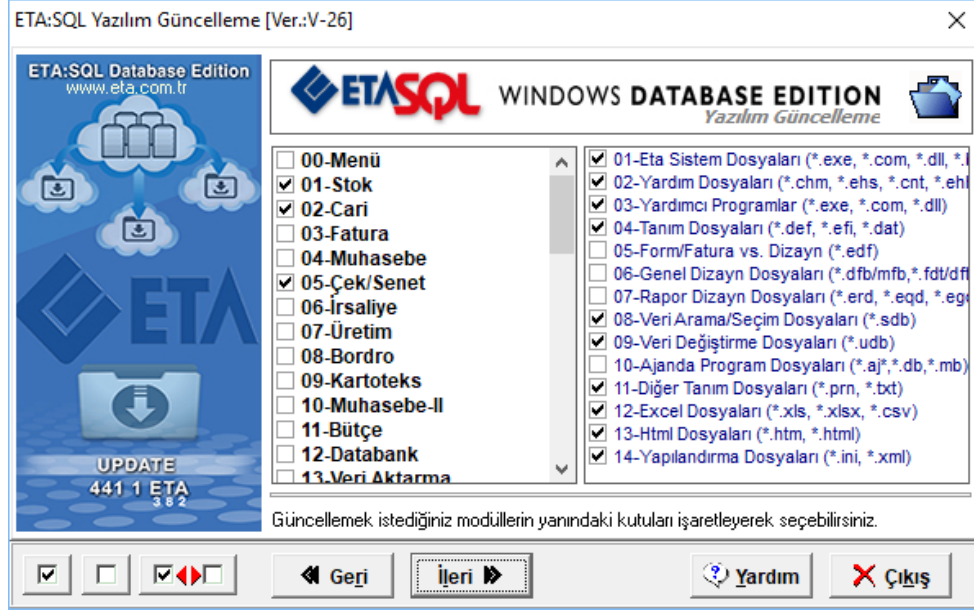 ETA:SQL Yazılım Güncelleme [Ver.:V-26]
ETA:SQL Database Edition
www.eta.com.tr
ETA
UPDATE
441 1 ETA
382
ETASQL WINDOWS DATABASE EDITION
Yazılım Güncelleme
00-Menü
01-Stok
02-Cari
03-Fatura
04-Muhasebe
05-Çek/Senet
06-İrsaliye
07-Üretim
08-Bordro
09-Kartoteks
10-Muhasebe-II
11-Bütçe
12-Databank
13-Veri Aktarma
01-Eta Sistem Dosyaları (*.exe, *.com, *.dll,
02-Yardım Dosyaları (*.chm, *.ehs, *.cnt, *.ehl
03-Yardımcı Programlar (*.exe, *.com, *.dll)
04-Tanım Dosyaları (*.def, *.efi, *.dat)
05-Form/Fatura vs. Dizayn (*.edf)
06-Genel Dizayn Dosyaları (*.dfb/mfb,*.fdt/dff
07-Rapor Dizayn Dosyaları (*.erd, *.eqd,
08-Veri Arama/Seçim Dosyaları (*.sdb)
09-Veri Değiştirme Dosyaları (*.udb)
10-Ajanda Program Dosyaları (*.aj*,*.db,*.mb)
11-Diğer Tanım Dosyaları (*.prn, *.txt)
12-Excel Dosyaları (*.xls, *.xlsx, *.csv)
13-Html Dosyaları (*.htm, *.html)
14-Yapılandırma Dosyaları (*.ini, *.xml)
Güncellemek istediğiniz modüllerin yanındaki kutuları işaretleyerek seçebilirsiniz.
Geri
İleri
Yardım
Çıkış